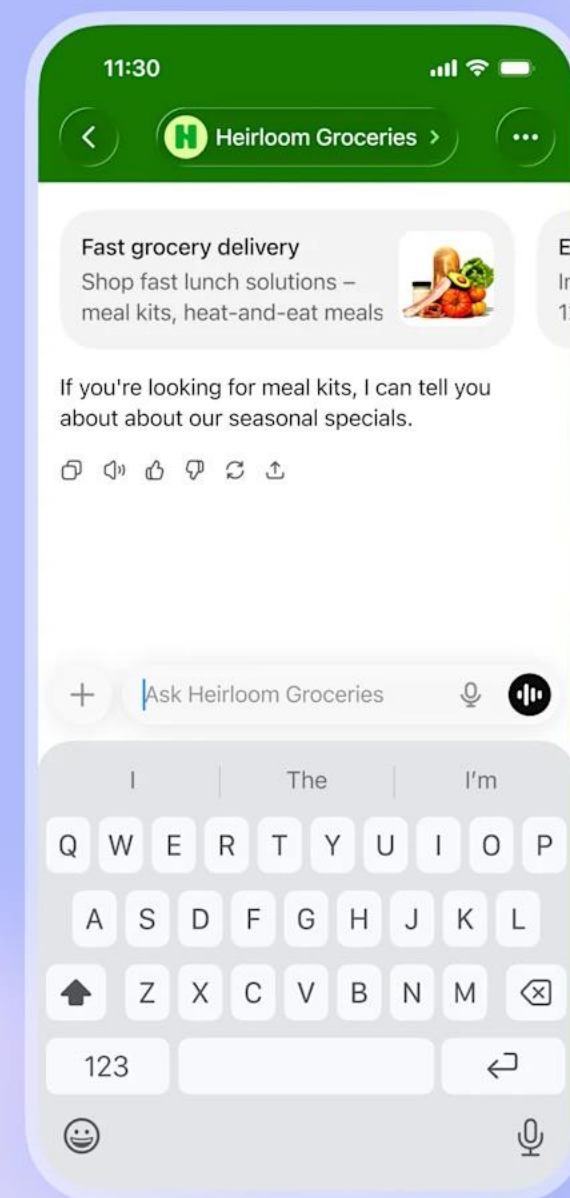 11:30
H Heirloom Groceries >
Fast grocery delivery
Shop fast lunch solutions –
meal kits, heat-and-eat meals
E
In
If you're looking for meal kits, I can tell you
about about our seasonal specials.
Ask Heirloom Groceries
I The I'm
Q W E R T Y U I O P
A S D F G H J K L
Z X C V B N M
123